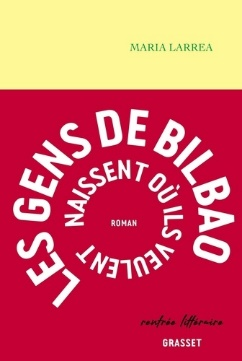 MARIA LARREA
LES GENS DE BILBAO
NAISSENT OÙ ILS VEULENT
ROMAN
rentrée littéraire
GRASSET